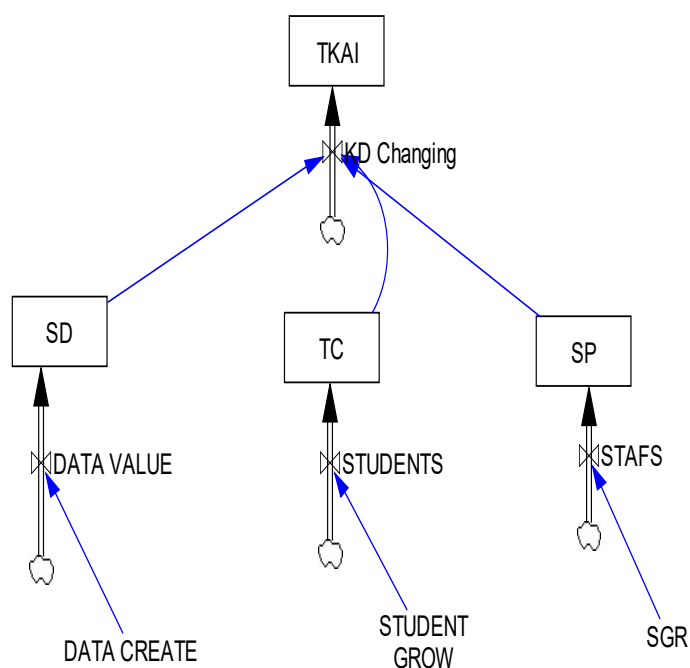 TKAI
KD Changing
SD
TC
SP
DATA VALUE
STUDENTS
STAFS
DATA CREATE
STUDENT
GROW
SGR